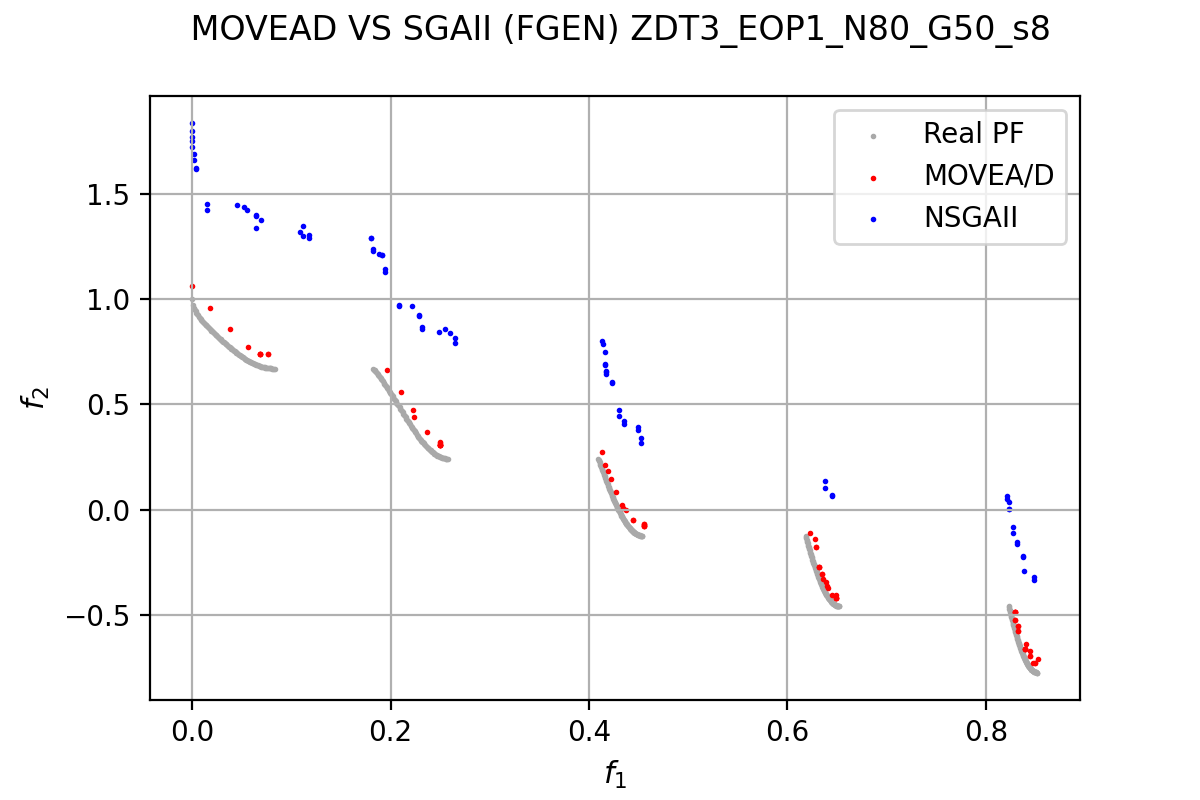 MOVEAD VS SGAII (FGEN) ZDT3_EOP1_N80_G50_s8
Real PF
MOVEA/D
NSGAII
1.5
1.0
0.5
0.0
−0.5
f₂
0.0 0.2 0.4 0.6 0.8
f₁